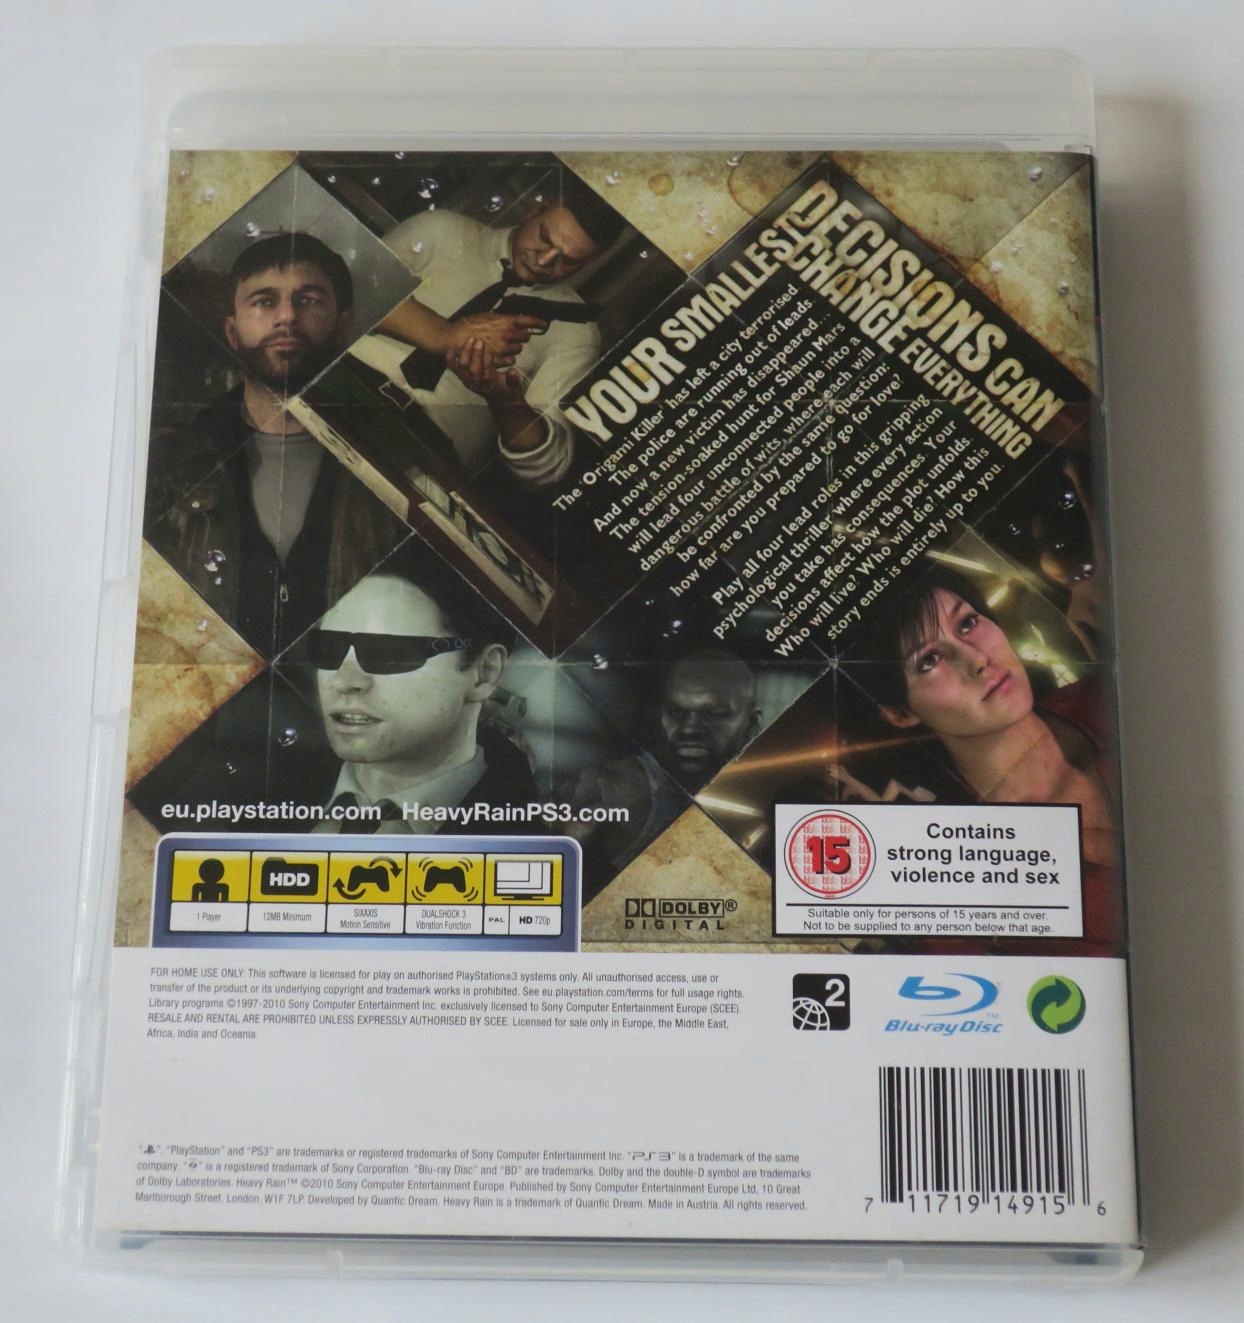 YOUR SMALLEST
DECISIONS CAN
CHANGE EVERYTHING
The 'Origami Killer' has left a city terrorised
The police are running out of leads
And now a new victim has disappeared...
The tension-soaked hunt for Shaun Mars
will lead four unconnected people into a
dangerous battle of wits, where each will
be confronted by the same question:
how far are you prepared to go for love?
Play all four lead roles in this gripping
psychological thriller where every action
you take has consequences. Your
decisions affect how the plot unfolds.
Who will live? Who will die? How this
story ends is entirely up to you.
eu.playstation.com HeavyRainPS3.com
HDD
1 Player
12MB Minimum
SIXAXIS
Motion Sensitive
DUALSHOCK 3
Vibration Function
PAL
HD 720p
DOLBY®
DIGITAL
15
Contains
strong language,
violence and sex
Suitable only for persons of 15 years and over.
Not to be supplied to any person below that age.
FOR HOME USE ONLY: This software is licensed for play on authorised PlayStation®3 systems only. All unauthorised access, use or
transfer of the product or its underlying copyright and trademark works is prohibited. See eu.playstation.com/terms for full usage rights.
Library programs ©1997-2010 Sony Computer Entertainment Inc. exclusively licensed to Sony Computer Entertainment Europe (SCEE).
RESALE AND RENTAL ARE PROHIBITED UNLESS EXPRESSLY AUTHORISED BY SCEE. Licensed for sale only in Europe, the Middle East,
Africa, India and Oceania.
2
Blu-ray Disc™
" ", "PlayStation" and "PS3" are trademarks or registered trademarks of Sony Computer Entertainment Inc. "PS3" is a trademark of the same
company. " " is a registered trademark of Sony Corporation. "Blu-ray Disc" and "BD" are trademarks. Dolby and the double-D symbol are trademarks
of Dolby Laboratories. Heavy Rain™ ©2010 Sony Computer Entertainment Europe. Published by Sony Computer Entertainment Europe Ltd, 10 Great
Marlborough Street, London, W1F 7LP Developed by Quantic Dream. Heavy Rain is a trademark of Quantic Dream. Made in Austria. All rights reserved.
7 11719 14915 6